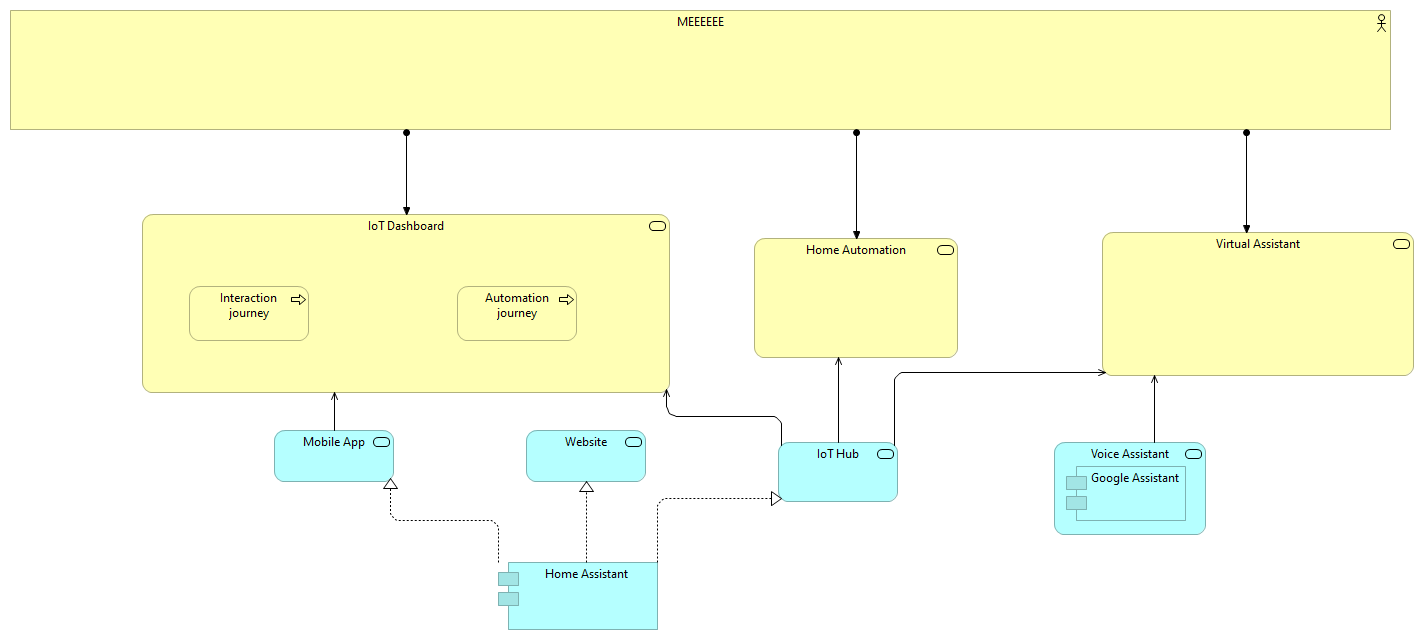 MEEEEEE
IoT Dashboard
Interaction
journey
Automation
journey
Home Automation
Virtual Assistant
Mobile App
Website
IoT Hub
Voice Assistant
Google Assistant
Home Assistant